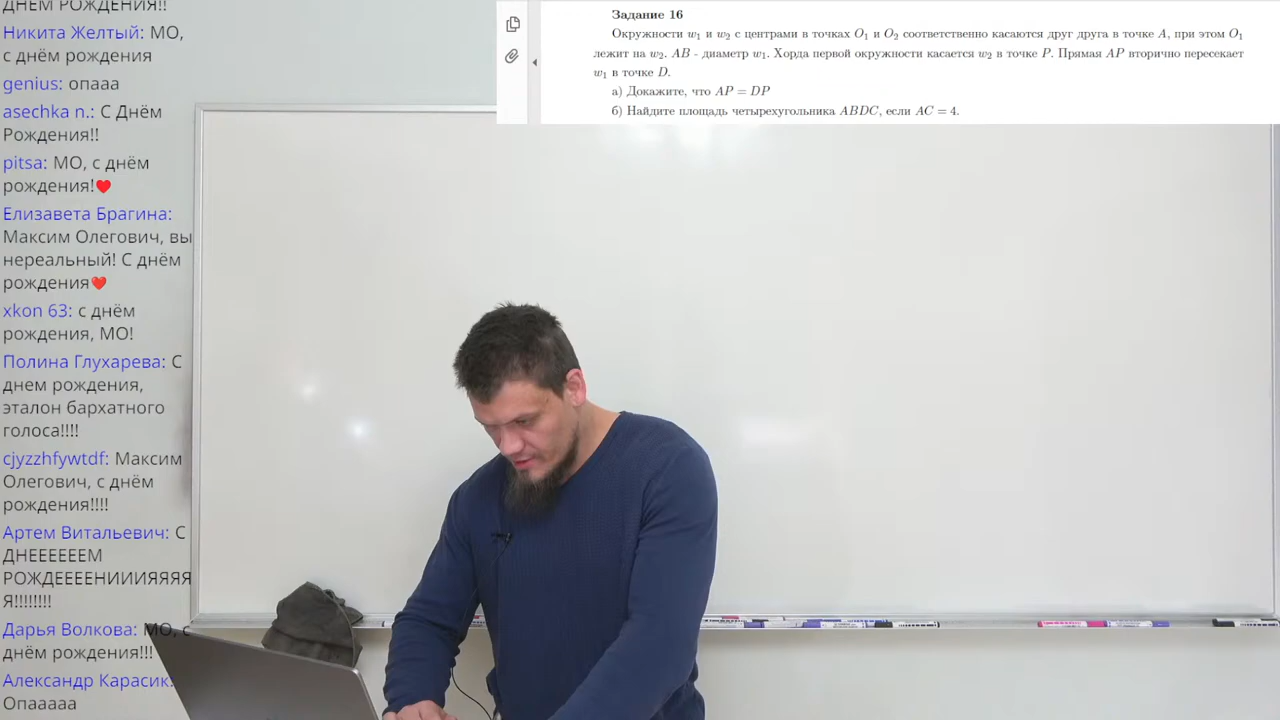 ДНЕМ РОЖДЕНИЯ!!
Никита Желтый: МО,
с днём рождения
genius: опааа
asechka n.: С Днём
Рождения!!
pitsa: МО, с днём
рождения!❤️
Елизавета Брагина:
Максим Олегович, вы
нереальный! С днём
рождения❤️
xkon 63: с днём
рождения, МО!
Полина Глухарева: С
днем рождения,
эталон бархатного
голоса!!!!
cjyzzhfywtdf: Максим
Олегович, с днём
рождения!!!!
Артем Витальевич: С
ДНЕЕЕЕЕЕМ
РОЖДЕЕЕЕНИИИЯЯЯЯ
Я!!!!!!!!
Дарья Волкова: МО, с
днём рождения!!!
Александр Карасик:
Опааааа
Задание 16
Окружности w₁ и w₂ с центрами в точках O₁ и O₂ соответственно касаются друг друга в точке A, при этом O₁
лежит на w₂. AB - диаметр w₁. Хорда первой окружности касается w₂ в точке P. Прямая AP вторично пересекает
w₁ в точке D.
а) Докажите, что AP = DP
б) Найдите площадь четырехугольника ABDC, если AC = 4.